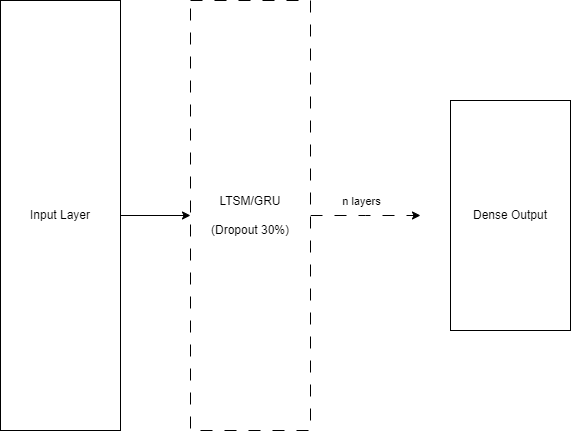 Input Layer
LTSM/GRU
(Dropout 30%)
n layers
Dense Output